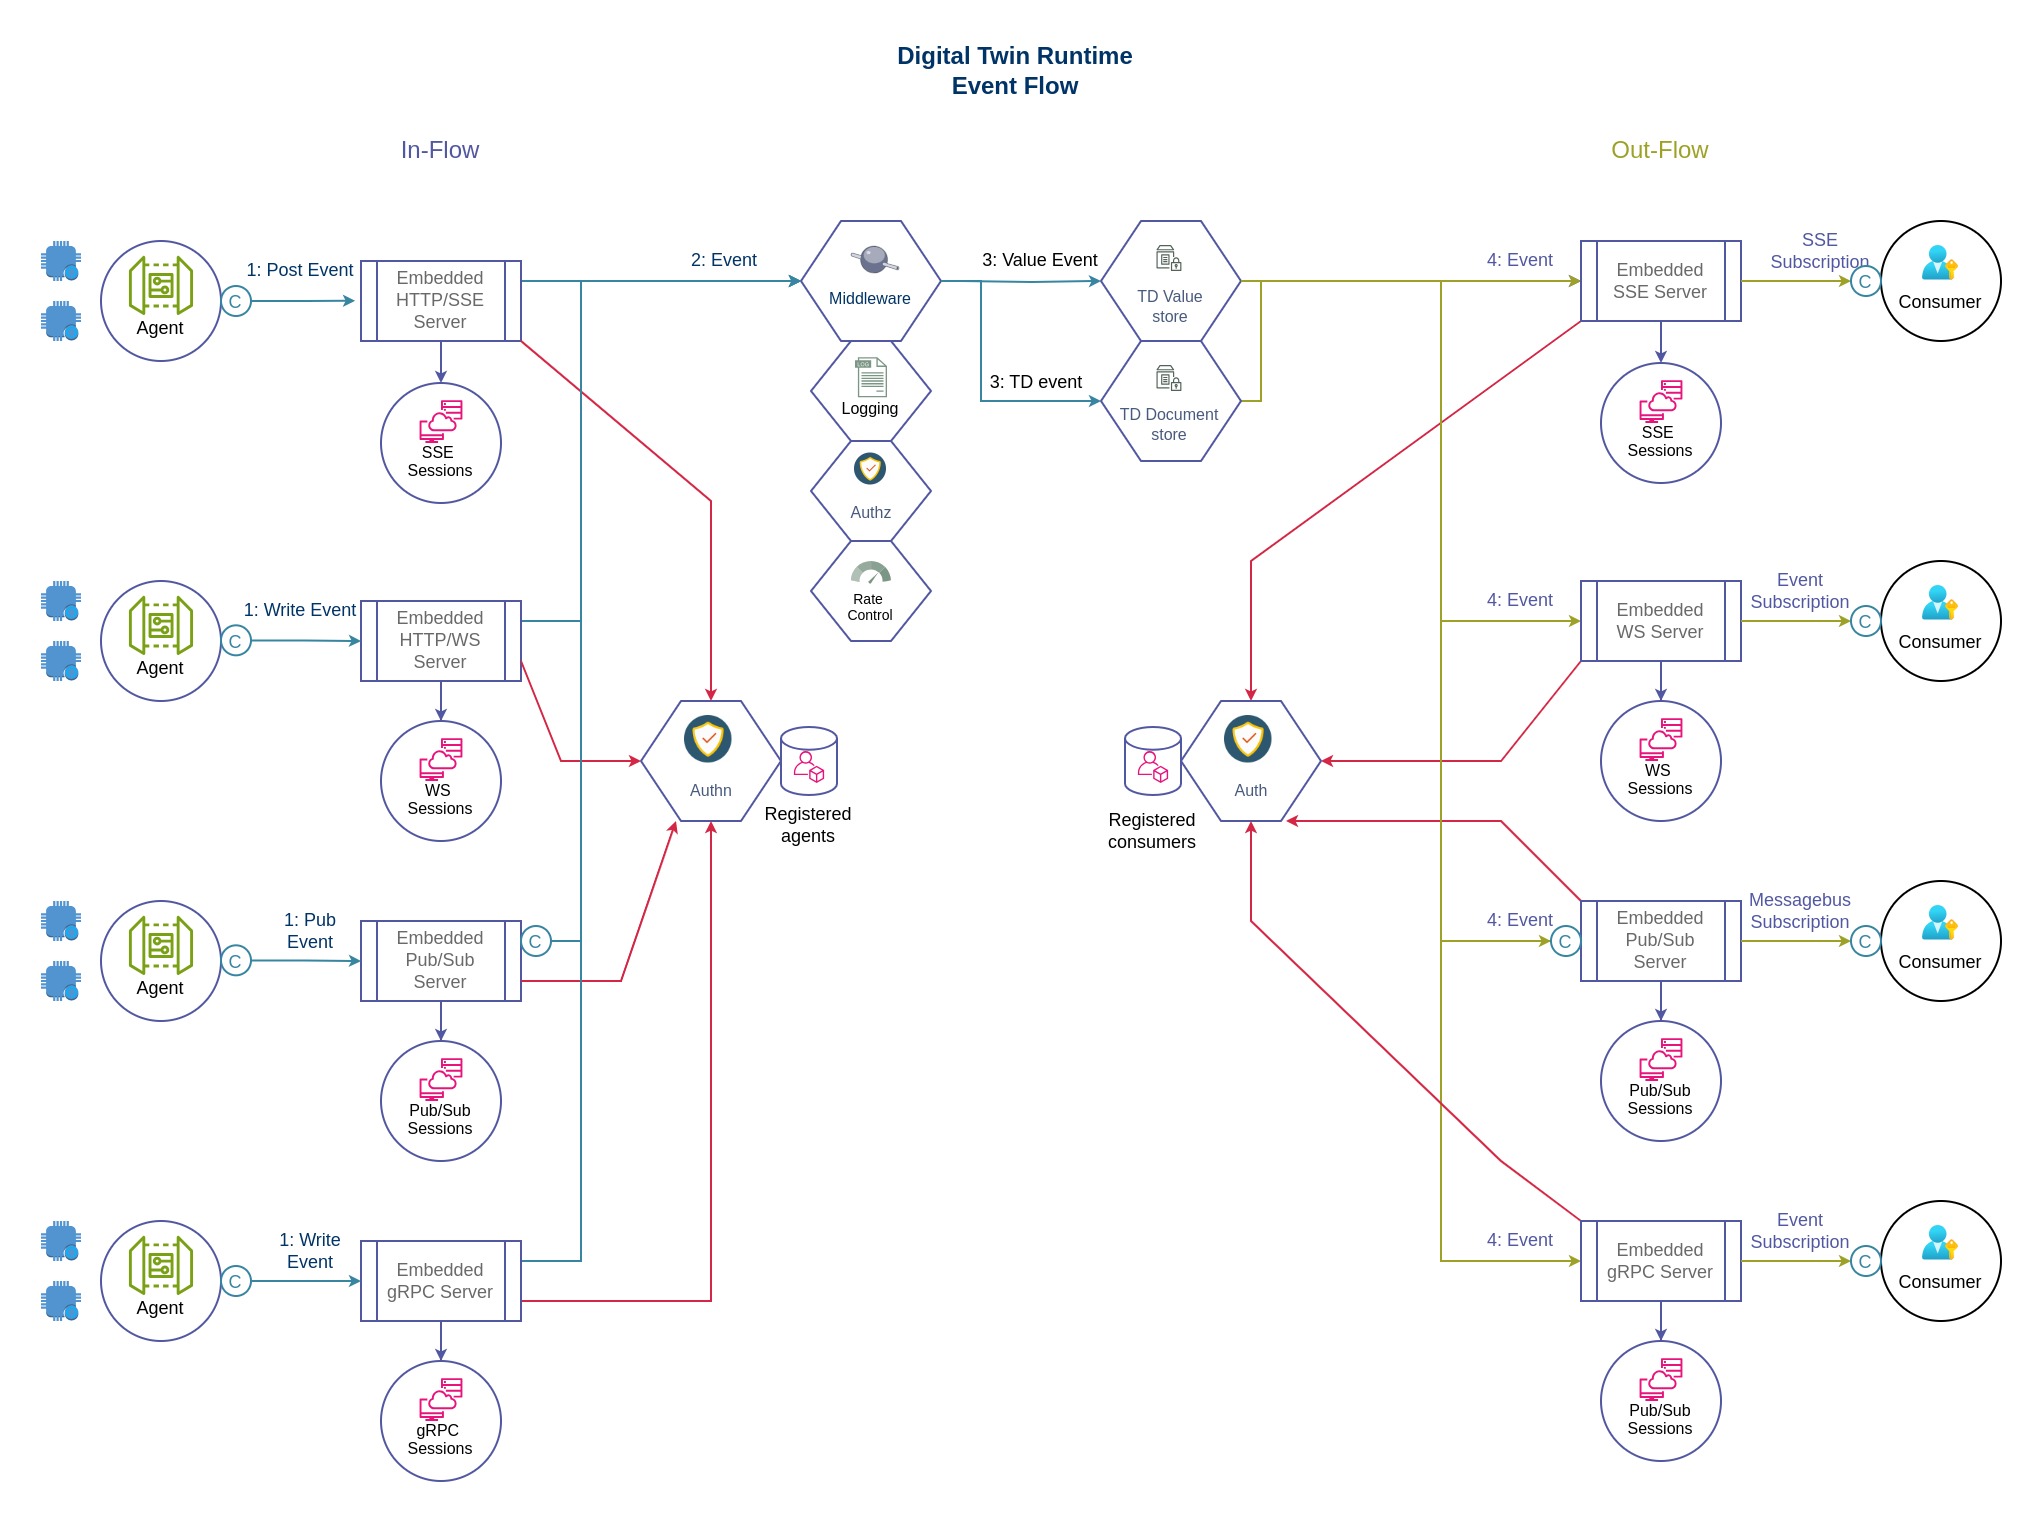 Digital Twin Runtime
Event Flow
In-Flow
Out-Flow
1: Post Event
C
Agent
Embedded
HTTP/SSE
Server
SSE
Sessions
2: Event
Middleware
LOG
Logging
Authz
Rate
Control
3: Value Event
3: TD event
TD Value
store
TD Document
store
4: Event
Embedded
SSE Server
SSE
Subscription
C
Consumer
SSE
Sessions
1: Write Event
C
Agent
Embedded
HTTP/WS
Server
WS
Sessions
Authn
Registered
agents
Auth
Registered
consumers
4: Event
Embedded
WS Server
Event
Subscription
C
Consumer
WS
Sessions
1: Pub
Event
C
Agent
Embedded
Pub/Sub
Server
C
Pub/Sub
Sessions
4: Event
C
Embedded
Pub/Sub
Server
Messagebus
Subscription
C
Consumer
Pub/Sub
Sessions
1: Write
Event
C
Agent
Embedded
gRPC Server
gRPC
Sessions
4: Event
Embedded
gRPC Server
Event
Subscription
C
Consumer
Pub/Sub
Sessions